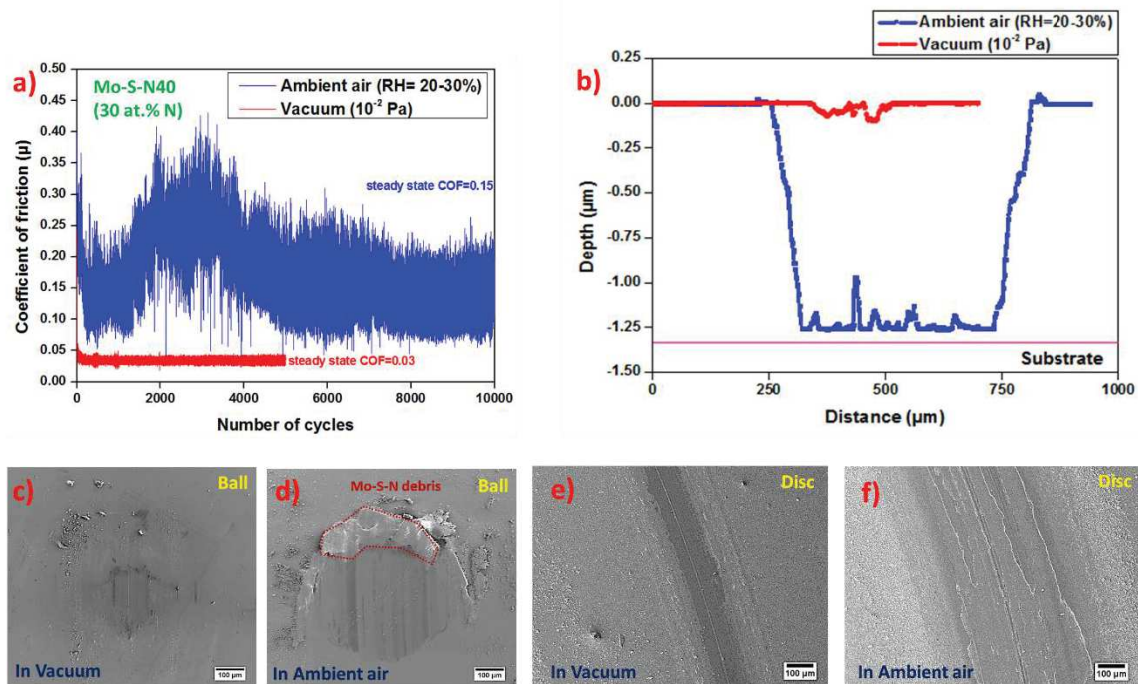 a)
Mo-S-N40
(30 at.% N)
Ambient air (RH= 20-30%)
Vacuum (10⁻² Pa)
steady state COF=0.15
steady state COF=0.03
Coefficient of friction (μ)
0.50
0.45
0.40
0.35
0.30
0.25
0.20
0.15
0.10
0.05
0.00
0 2000 4000 6000 8000 10000
Number of cycles
b)
Ambient air (RH=20-30%)
Vacuum (10⁻² Pa)
Depth (μm)
0.25
0.00
-0.25
-0.50
-0.75
-1.00
-1.25
-1.50
Substrate
0 250 500 750 1000
Distance (μm)
c)
Ball
In Vacuum
100 μm
d)
Mo-S-N debris
Ball
In Ambient air
100 μm
e)
Disc
In Vacuum
100 μm
f)
Disc
In Ambient air
100 μm